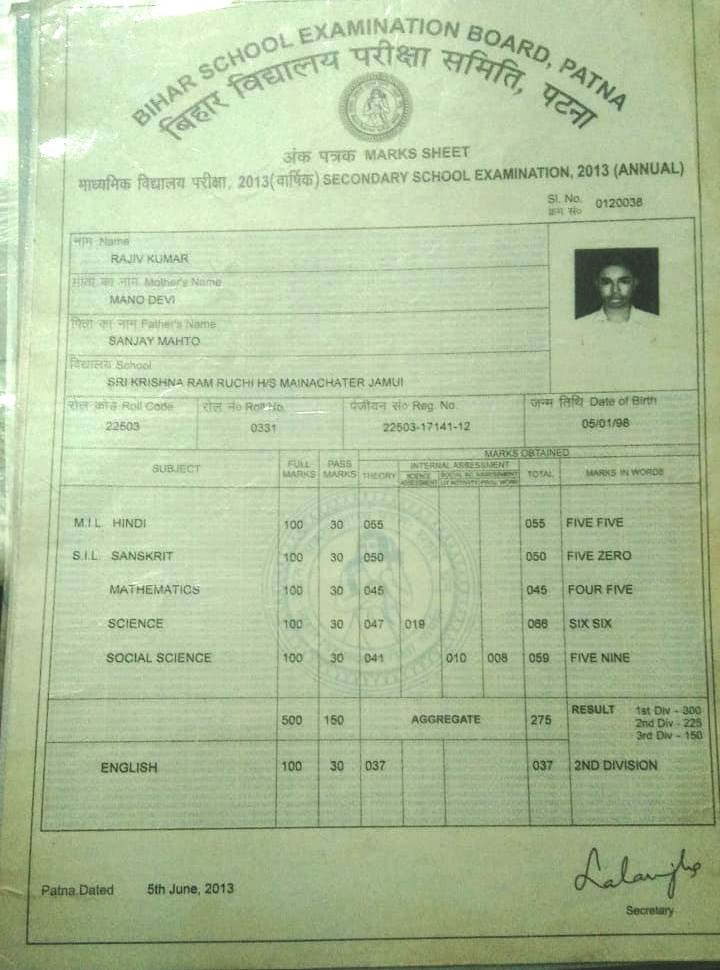 BIHAR SCHOOL EXAMINATION BOARD, PATNA
बिहार विद्यालय परीक्षा समिति, पटना
अंक पत्रक MARKS SHEET
माध्यमिक विद्यालय परीक्षा, 2013(वार्षिक) SECONDARY SCHOOL EXAMINATION, 2013 (ANNUAL)
Sl. No. 0120038
क्रम सं०
नाम Name
RAJIV KUMAR
माता का नाम Mother's Name
MANO DEVI
पिता का नाम Father's Name
SANJAY MAHTO
विद्यालय School
SRI KRISHNA RAM RUCHI H/S MAINACHATER JAMUI
रोल कोड Roll Code रोल नं० Roll No. पंजीयन सं० Reg. No. जन्म तिथि Date of Birth
22503 0331 22503-17141-12 05/01/98
MARKS OBTAINED
SUBJECT FULL MARKS PASS MARKS THEORY INTERNAL ASSESSMENT TOTAL MARKS IN WORDS
M.I.L. HINDI 100 30 055 055 FIVE FIVE
S.I.L. SANSKRIT 100 30 050 050 FIVE ZERO
MATHEMATICS 100 30 045 045 FOUR FIVE
SCIENCE 100 30 047 019 066 SIX SIX
SOCIAL SCIENCE 100 30 041 010 008 059 FIVE NINE
500 150 AGGREGATE 275 RESULT 1st Div - 300
2nd Div - 225
3rd Div - 150
ENGLISH 100 30 037 037 2ND DIVISION
Patna,Dated 5th June, 2013
Secretary